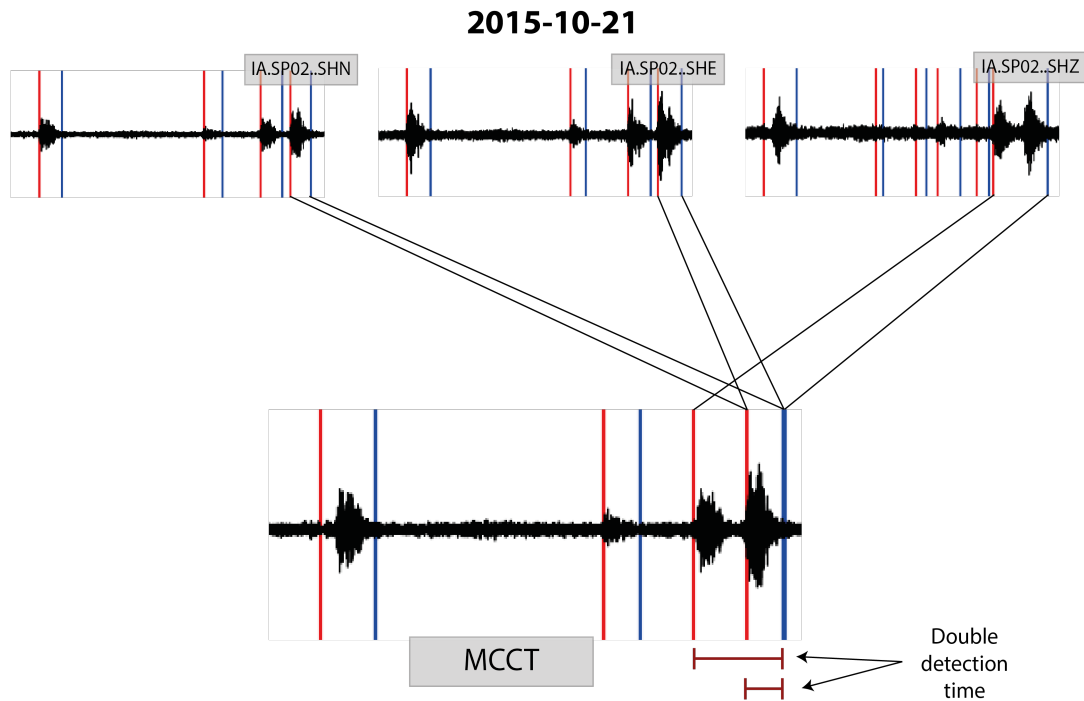 2015-10-21
IA.SP02..SHN
IA.SP02..SHE
IA.SP02..SHZ
MCCT
Double
detection
time